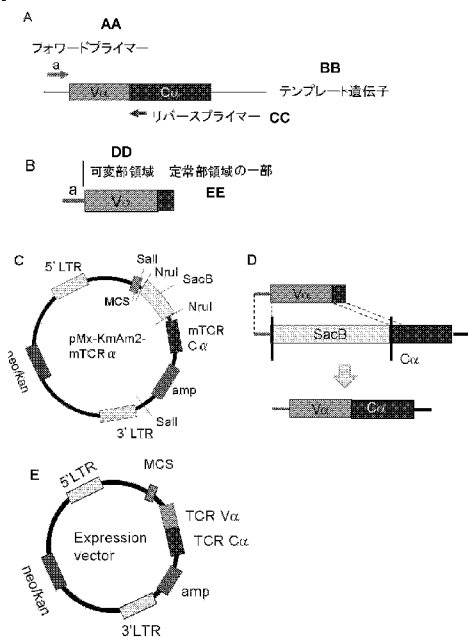 A
AA
フォワードプライマー
a
BB
Vα
Cα
テンプレート遺伝子
リバースプライマー CC
DD
B
可変部領域 定常部領域の一部
a
EE
Vα
C
SalI
NruI
D
5' LTR
SacB
Vα
MCS
NruI
mTCR
Cα
pMx-KmAm2-
mTCRα
SacB
Cα
neo/kan
amp
SalI
3' LTR
Vα
Cα
E
MCS
5'LTR
TCR Vα
TCR Cα
Expression
vector
neo/kan
amp
3'LTR